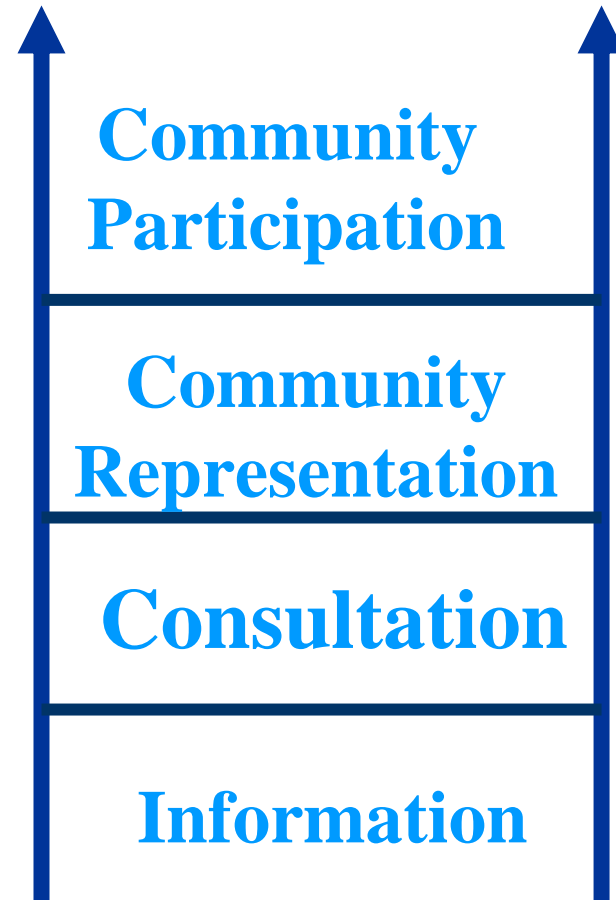 Community
Participation
Community
Representation
Consultation
Information